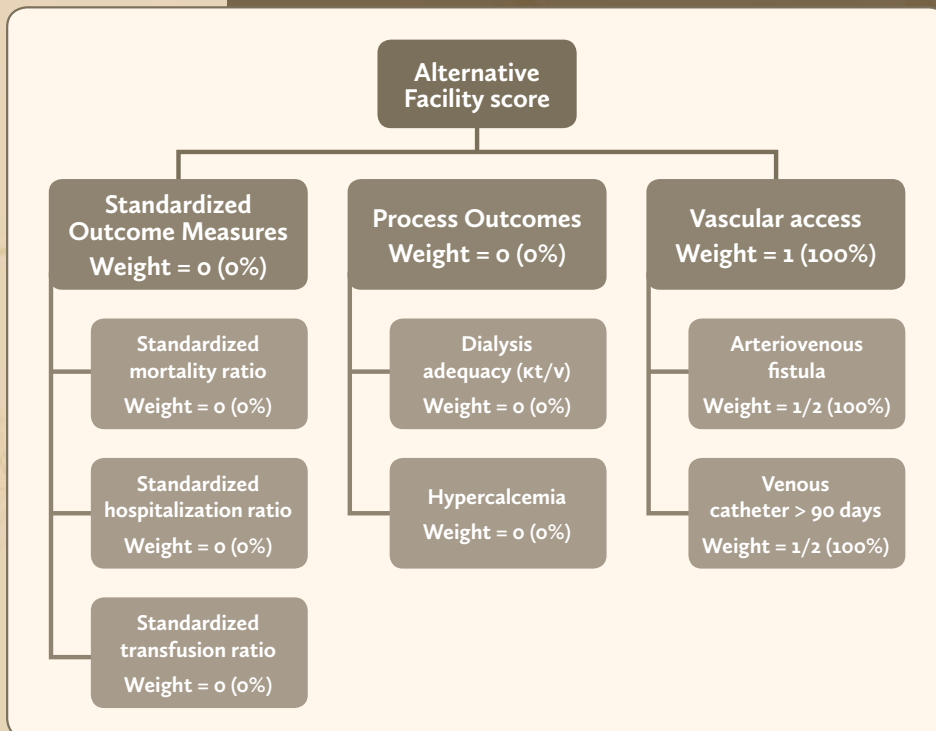 Alternative
Facility score
Standardized
Outcome Measures
Weight = 0 (0%)
Standardized
mortality ratio
Weight = 0 (0%)
Standardized
hospitalization ratio
Weight = 0 (0%)
Standardized
transfusion ratio
Weight = 0 (0%)
Process Outcomes
Weight = 0 (0%)
Dialysis
adequacy (Kt/V)
Weight = 0 (0%)
Hypercalcemia
Weight = 0 (0%)
Vascular access
Weight = 1 (100%)
Arteriovenous
fistula
Weight = 1/2 (100%)
Venous
catheter > 90 days
Weight = 1/2 (100%)